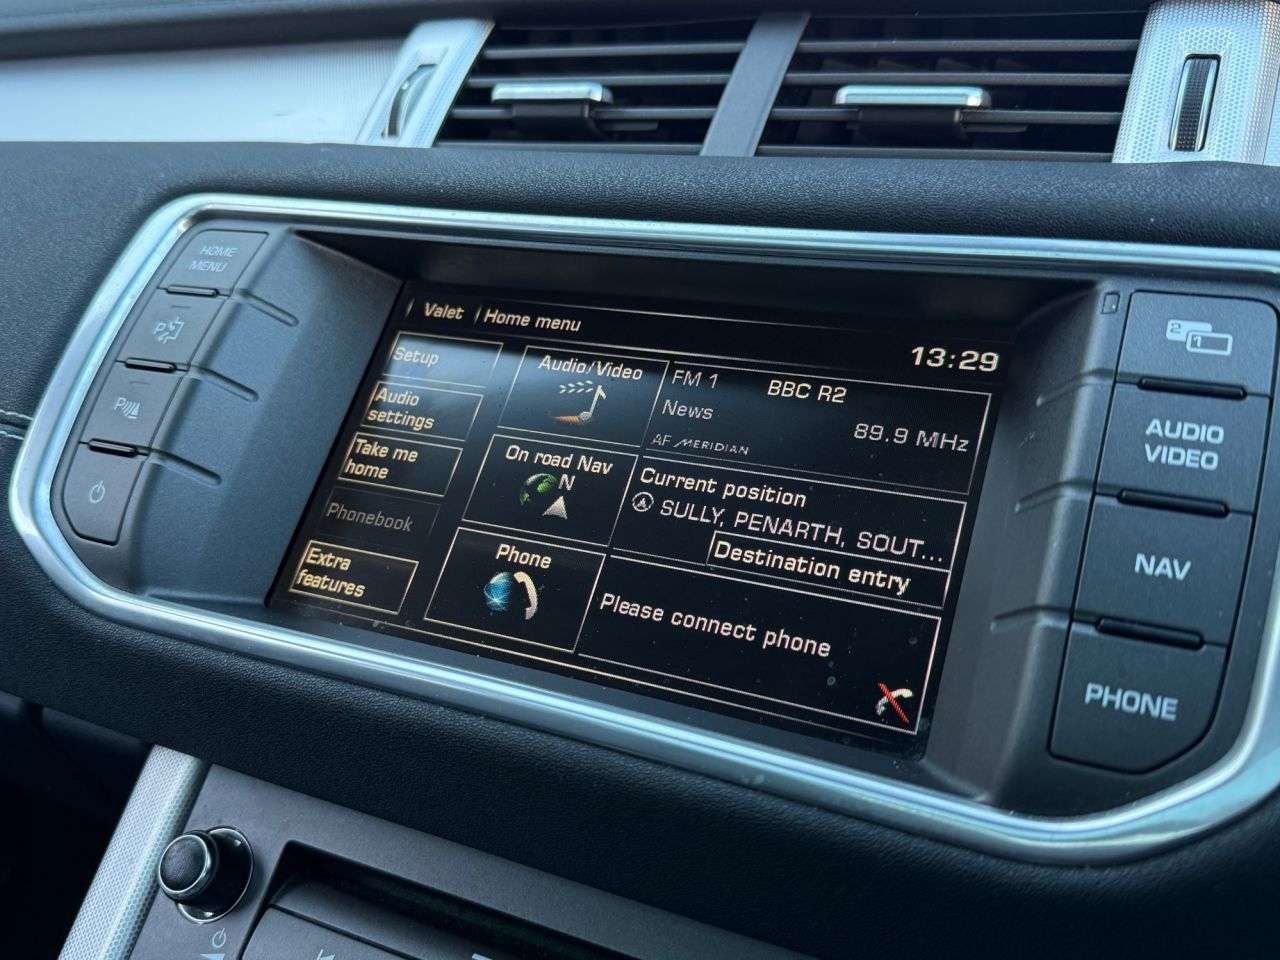 HOME
MENU
P
P
Valet
Home menu
13:29
Setup
Audio
settings
Take me
home
Phonebook
Extra
features
Audio/Video
On road Nav
N
Phone
FM 1
BBC R2
News
89.9 MHz
AF MERIDIAN
Current position
SULLY, PENARTH, SOUT...
Destination entry
Please connect phone
2
1
AUDIO
VIDEO
NAV
PHONE